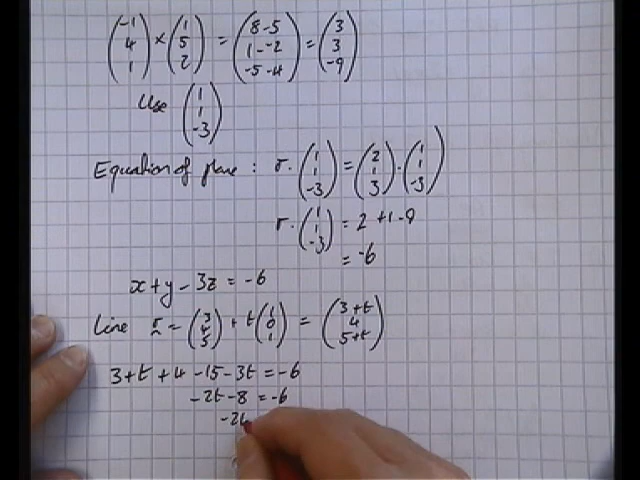 (-1 4 1) × (1 5 2) = (8-5 1--2 -5-4) = (3 3 -9)
Use (1 1 -3)
Equation of plane : r . (1 1 -3) = (2 1 3) . (1 1 -3)
r . (1 1 -3) = 2 +1 -9
= -6
x+y-3z = -6
Line r = (3 4 5) + t (1 0 1) = (3+t 4 5+t)
3+t +4 -15-3t = -6
-2t-8 = -6
-2t